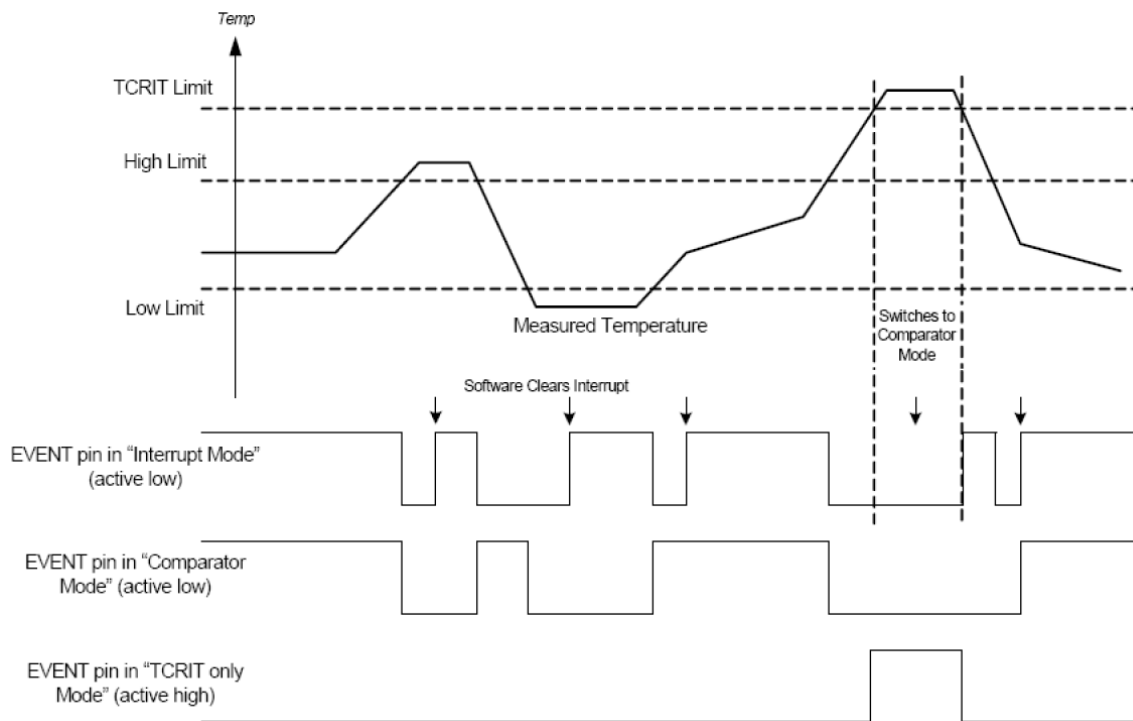 Temp
TCRIT Limit
High Limit
Low Limit
Measured Temperature
Switches to
Comparator
Mode
Software Clears Interrupt
EVENT pin in “Interrupt Mode”
(active low)
EVENT pin in “Comparator
Mode” (active low)
EVENT pin in “TCRIT only
Mode” (active high)